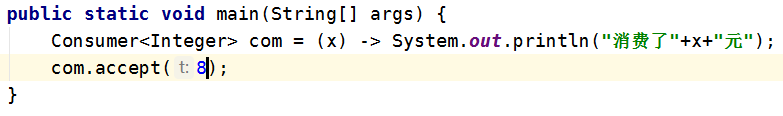 public static void main(String[] args) {
    Consumer<Integer> com = (x) -> System.out.println("消费了"+x+"元");
    com.accept( t: 8);
}